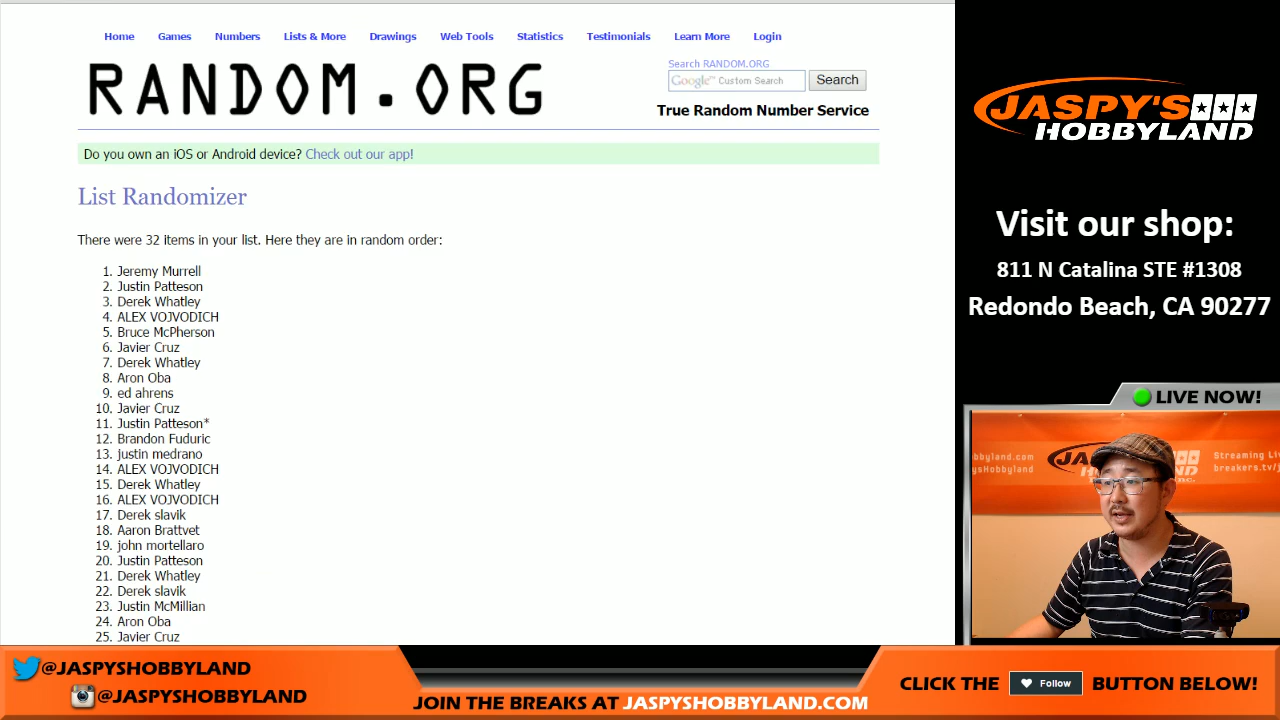 Home Games Numbers Lists & More Drawings Web Tools Statistics Testimonials Learn More Login
RANDOM.ORG
Search RANDOM.ORG
Google™ Custom Search Search
True Random Number Service
Do you own an iOS or Android device? Check out our app!
List Randomizer
There were 32 items in your list. Here they are in random order:
1. Jeremy Murrell
2. Justin Patteson
3. Derek Whatley
4. ALEX VOJVODICH
5. Bruce McPherson
6. Javier Cruz
7. Derek Whatley
8. Aron Oba
9. ed ahrens
10. Javier Cruz
11. Justin Patteson*
12. Brandon Fuduric
13. justin medrano
14. ALEX VOJVODICH
15. Derek Whatley
16. ALEX VOJVODICH
17. Derek slavik
18. Aaron Brattvet
19. john mortellaro
20. Justin Patteson
21. Derek Whatley
22. Derek slavik
23. Justin McMillian
24. Aron Oba
25. Javier Cruz
JASPY'S
HOBBYLAND
Visit our shop:
811 N Catalina STE #1308
Redondo Beach, CA 90277
LIVE NOW!
Streaming
breakers.tv/
@JASPYSHOBBYLAND
@JASPYSHOBBYLAND
JOIN THE BREAKS AT JASPYSHOBBYLAND.COM
CLICK THE Follow BUTTON BELOW!